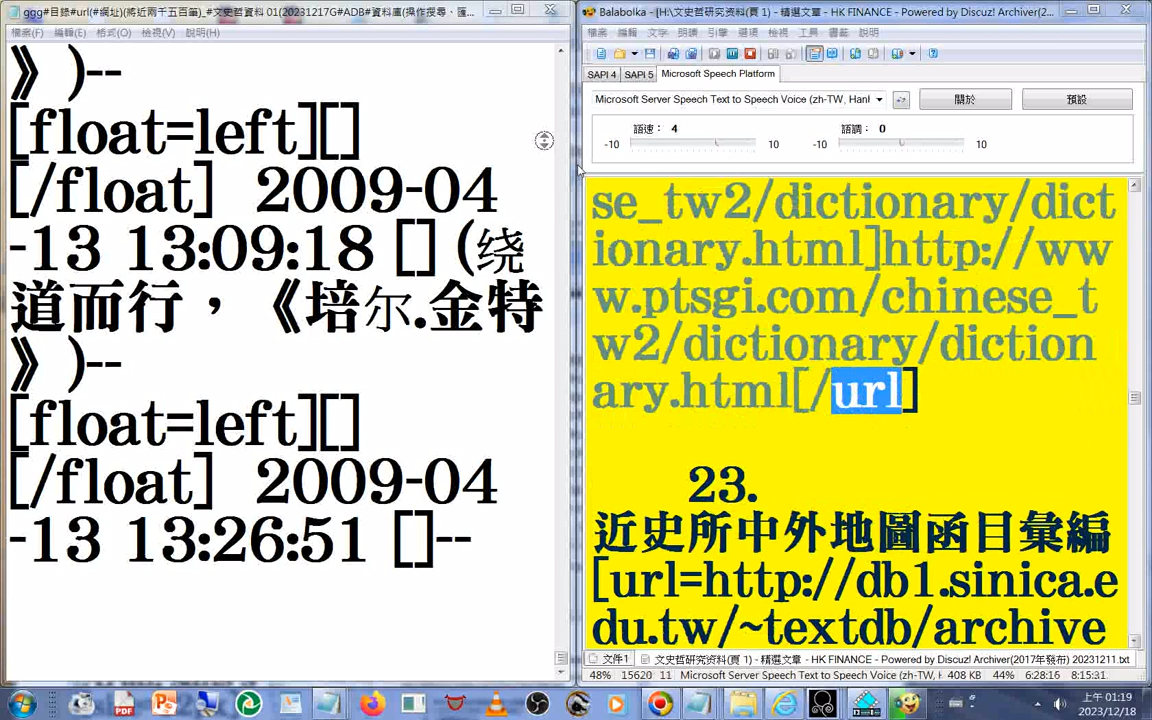 ggg#目錄#url(#網址)(將近兩千五百筆)_#文史哲資料 01(20231217G#ADB#資料庫(操作搜尋、匯...
檔案(F) 編輯(E) 格式(O) 檢視(V) 說明(H)
》)--
[float=left][]
[/float] 2009-04
-13 13:09:18 [] (绕
道而行，《培尔.金特
》)--
[float=left][]
[/float] 2009-04
-13 13:26:51 []--
Balabolka - [H:\文史哲研究资料(頁 1) - 精選文章 - HK FINANCE - Powered by Discuz! Archiver(2...
檔案 編輯 文字 朗讀 引擎 選項 檢視 工具 書籤 說明
SAPI 4 SAPI 5 Microsoft Speech Platform
Microsoft Server Speech Text to Speech Voice (zh-TW, Hanl 關於 預設
語速： 4 語調： 0
-10 10 -10 10
se_tw2/dictionary/dict
ionary.html]http://ww
w.ptsgi.com/chinese_t
w2/dictionary/diction
ary.html[/url]
23.
近史所中外地圖函目彙編
[url=http://db1.sinica.e
du.tw/~textdb/archive
文件1 文史哲研究资料(頁 1) - 精選文章 - HK FINANCE - Powered by Discuz! Archiver(2017年發布) 20231211.txt
48% 15620 11 Microsoft Server Speech Text to Speech Voice (zh-TW, H 408 KB 44% 6:28:16 8:15:31
上午 01:19
2023/12/18